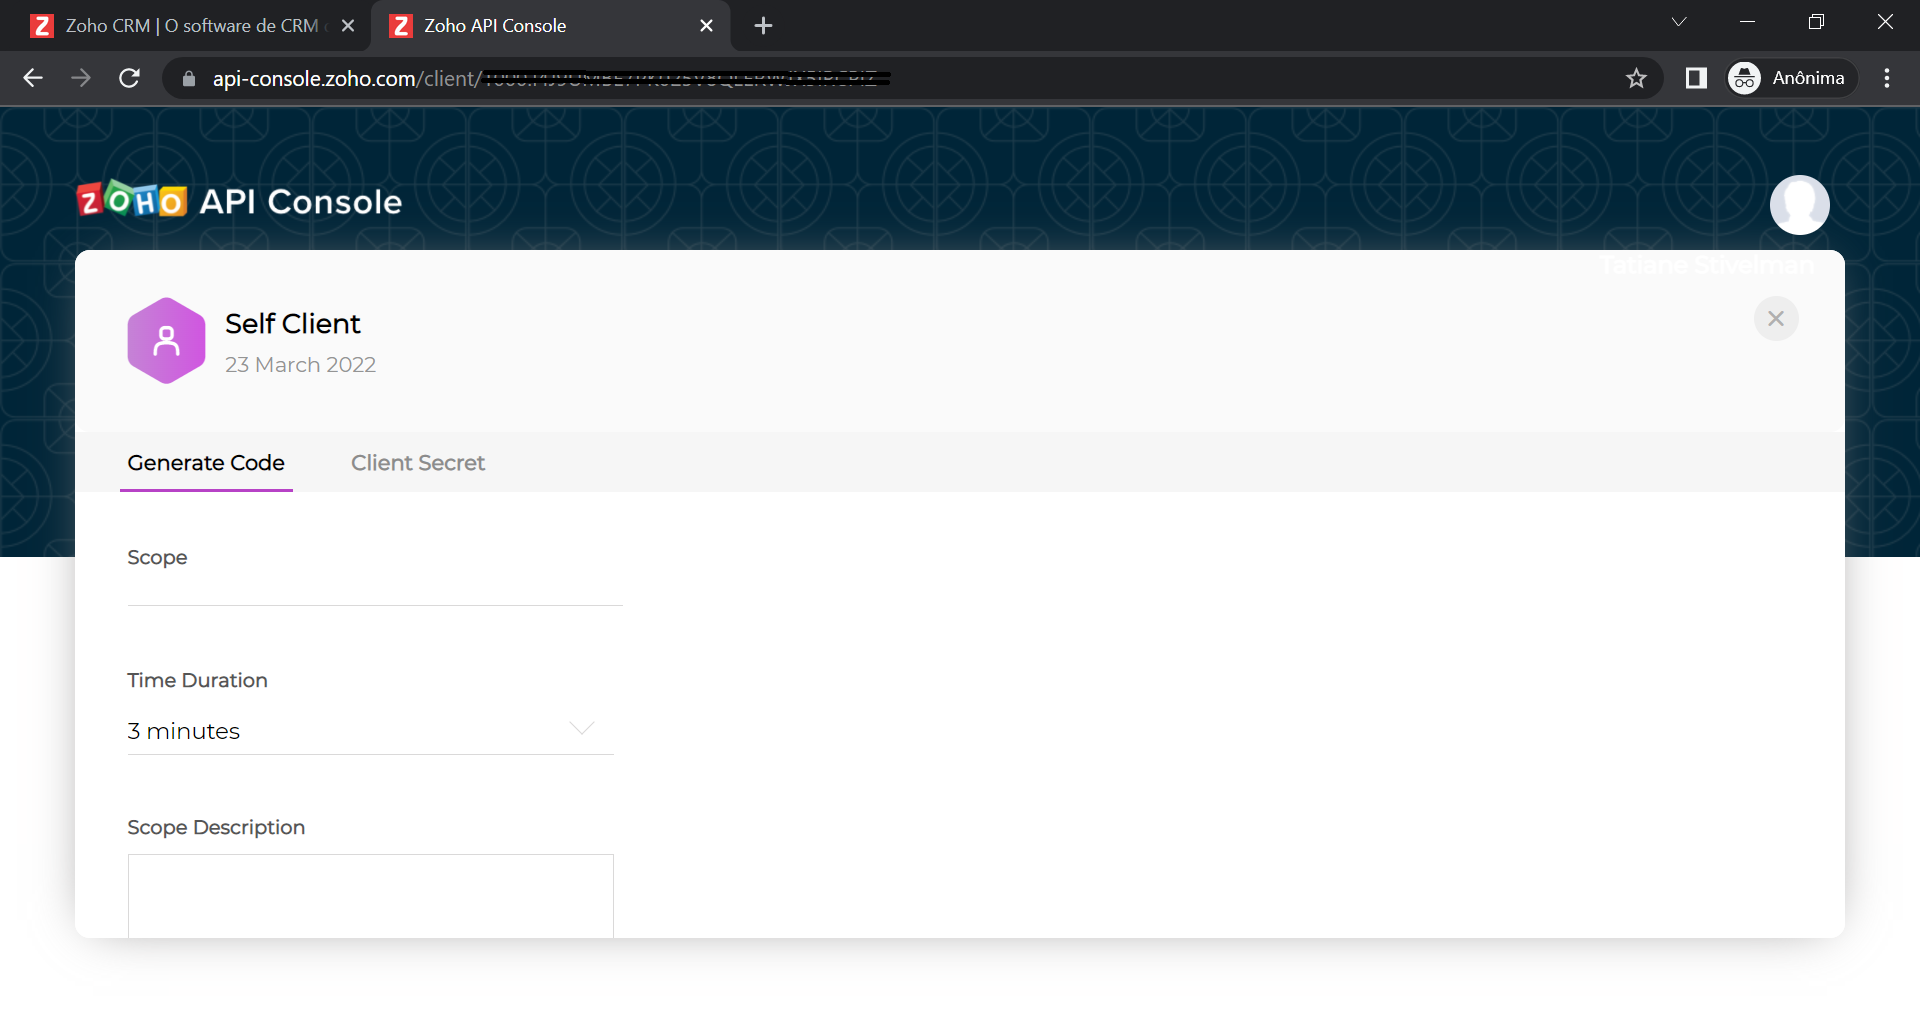 Zoho CRM | O software de CRM
Zoho API Console
api-console.zoho.com/client/
Anônima
ZOHO API Console
Tatiane Stivelman
Self Client
23 March 2022
Generate Code
Client Secret
Scope
Time Duration
3 minutes
Scope Description